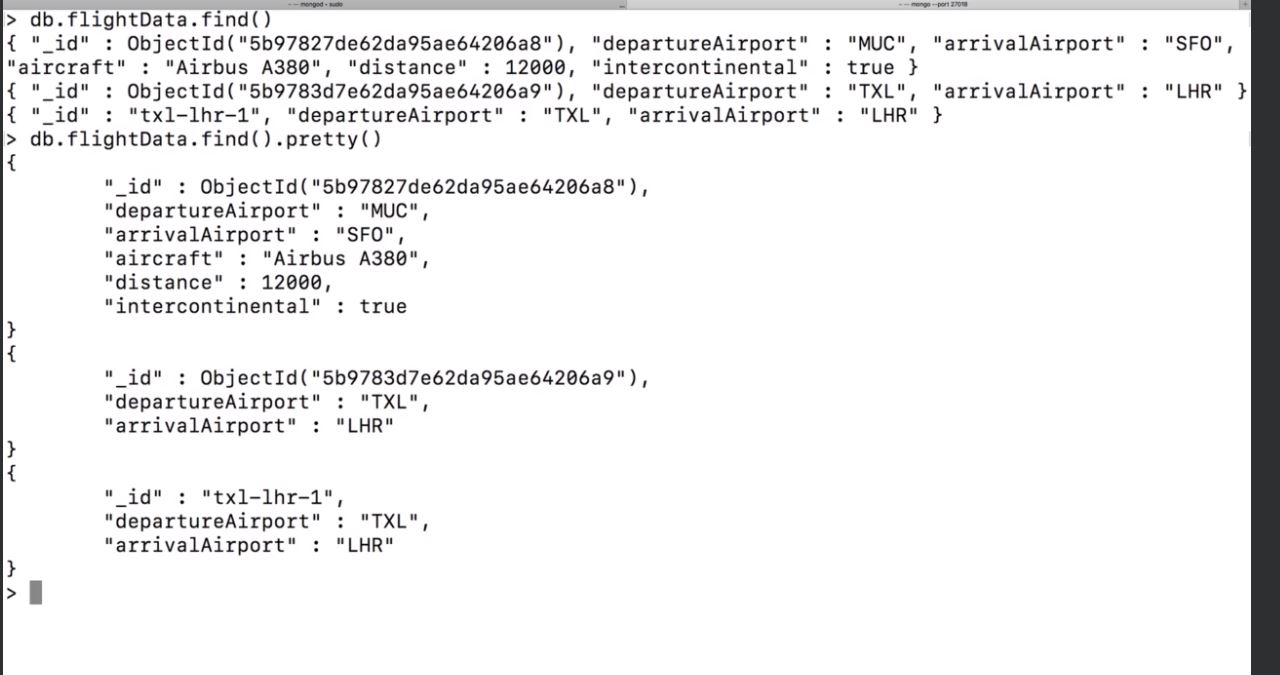 ~ — mongod - sudo
~ — mongo --port 27018
> db.flightData.find()
{ "_id" : ObjectId("5b97827de62da95ae64206a8"), "departureAirport" : "MUC", "arrivalAirport" : "SFO",
"aircraft" : "Airbus A380", "distance" : 12000, "intercontinental" : true }
{ "_id" : ObjectId("5b9783d7e62da95ae64206a9"), "departureAirport" : "TXL", "arrivalAirport" : "LHR" }
{ "_id" : "txl-lhr-1", "departureAirport" : "TXL", "arrivalAirport" : "LHR" }
> db.flightData.find().pretty()
{
"_id" : ObjectId("5b97827de62da95ae64206a8"),
"departureAirport" : "MUC",
"arrivalAirport" : "SFO",
"aircraft" : "Airbus A380",
"distance" : 12000,
"intercontinental" : true
}
{
"_id" : ObjectId("5b9783d7e62da95ae64206a9"),
"departureAirport" : "TXL",
"arrivalAirport" : "LHR"
}
{
"_id" : "txl-lhr-1",
"departureAirport" : "TXL",
"arrivalAirport" : "LHR"
}
>